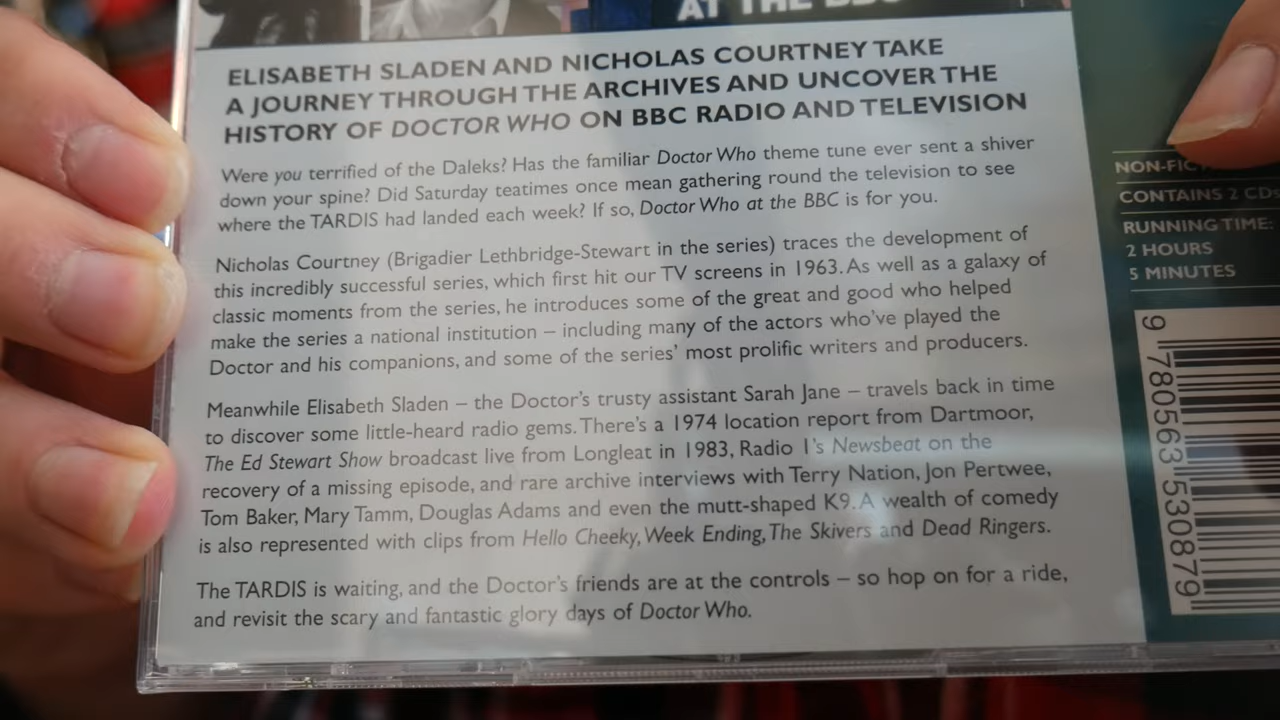 AT THE BBC
ELISABETH SLADEN AND NICHOLAS COURTNEY TAKE
A JOURNEY THROUGH THE ARCHIVES AND UNCOVER THE
HISTORY OF DOCTOR WHO ON BBC RADIO AND TELEVISION
Were you terrified of the Daleks? Has the familiar Doctor Who theme tune ever sent a shiver
down your spine? Did Saturday teatimes once mean gathering round the television to see
where the TARDIS had landed each week? If so, Doctor Who at the BBC is for you.
Nicholas Courtney (Brigadier Lethbridge-Stewart in the series) traces the development of
this incredibly successful series, which first hit our TV screens in 1963. As well as a galaxy of
classic moments from the series, he introduces some of the great and good who helped
make the series a national institution – including many of the actors who've played the
Doctor and his companions, and some of the series' most prolific writers and producers.
Meanwhile Elisabeth Sladen – the Doctor's trusty assistant Sarah Jane – travels back in time
to discover some little-heard radio gems. There's a 1974 location report from Dartmoor,
The Ed Stewart Show broadcast live from Longleat in 1983, Radio 1's Newsbeat on the
recovery of a missing episode, and rare archive interviews with Terry Nation, Jon Pertwee,
Tom Baker, Mary Tamm, Douglas Adams and even the mutt-shaped K9. A wealth of comedy
is also represented with clips from Hello Cheeky, Week Ending, The Skivers and Dead Ringers.
The TARDIS is waiting, and the Doctor's friends are at the controls – so hop on for a ride,
and revisit the scary and fantastic glory days of Doctor Who.
NON-FIC
CONTAINS 2 CDs
RUNNING TIME:
2 HOURS
5 MINUTES
9 780563 530879